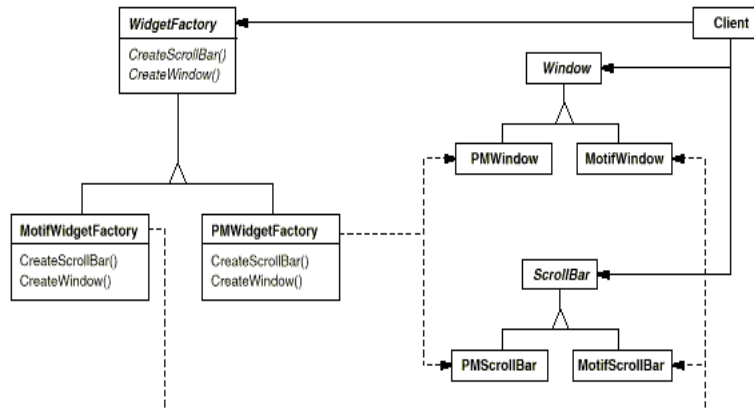 WidgetFactory
CreateScrollBar()
CreateWindow()
Client
Window
PMWindow
MotifWindow
MotifWidgetFactory
CreateScrollBar()
CreateWindow()
PMWidgetFactory
CreateScrollBar()
CreateWindow()
ScrollBar
PMScrollBar
MotifScrollBar